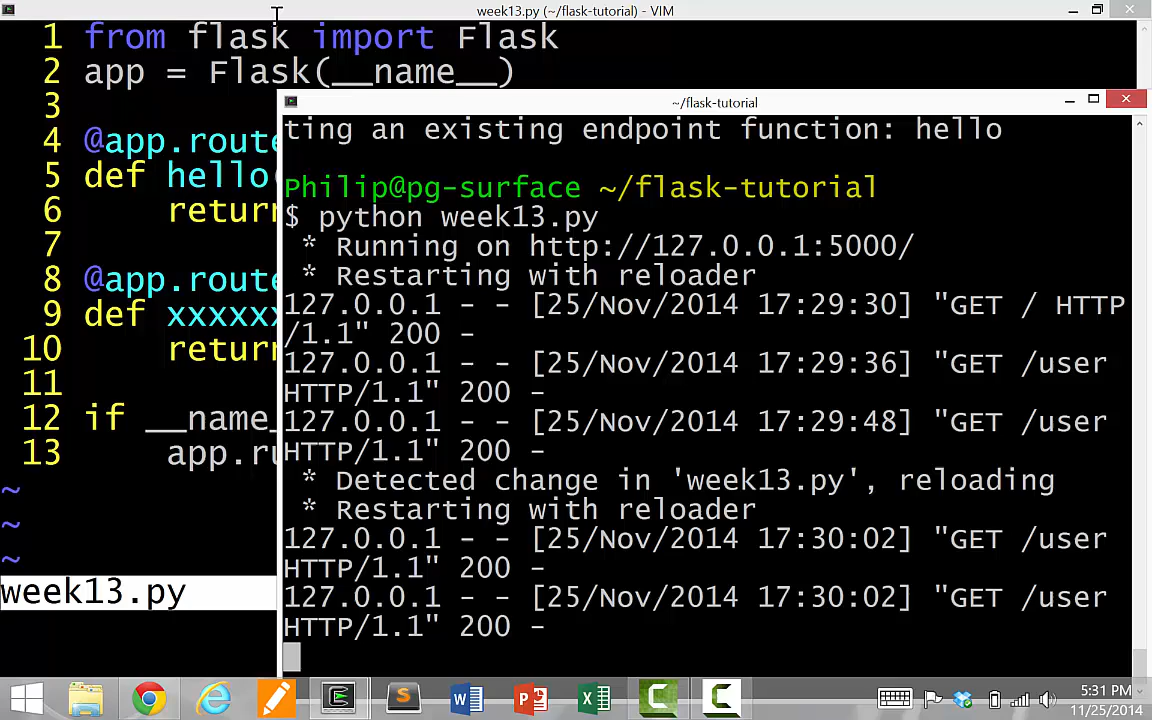 week13.py (~/flask-tutorial) - VIM
1 from flask import Flask
2 app = Flask(__name__)
3
4 @app.route
5 def hello(
6 return
7
8 @app.route
9 def xxxxxx
10 return
11
12 if __name_
13 app.ru
~
~
~
week13.py
~/flask-tutorial
ting an existing endpoint function: hello
Philip@pg-surface ~/flask-tutorial
$ python week13.py
* Running on http://127.0.0.1:5000/
* Restarting with reloader
127.0.0.1 - - [25/Nov/2014 17:29:30] "GET / HTTP
/1.1" 200 -
127.0.0.1 - - [25/Nov/2014 17:29:36] "GET /user
HTTP/1.1" 200 -
127.0.0.1 - - [25/Nov/2014 17:29:48] "GET /user
HTTP/1.1" 200 -
* Detected change in 'week13.py', reloading
* Restarting with reloader
127.0.0.1 - - [25/Nov/2014 17:30:02] "GET /user
HTTP/1.1" 200 -
127.0.0.1 - - [25/Nov/2014 17:30:02] "GET /user
HTTP/1.1" 200 -
5:31 PM
11/25/2014